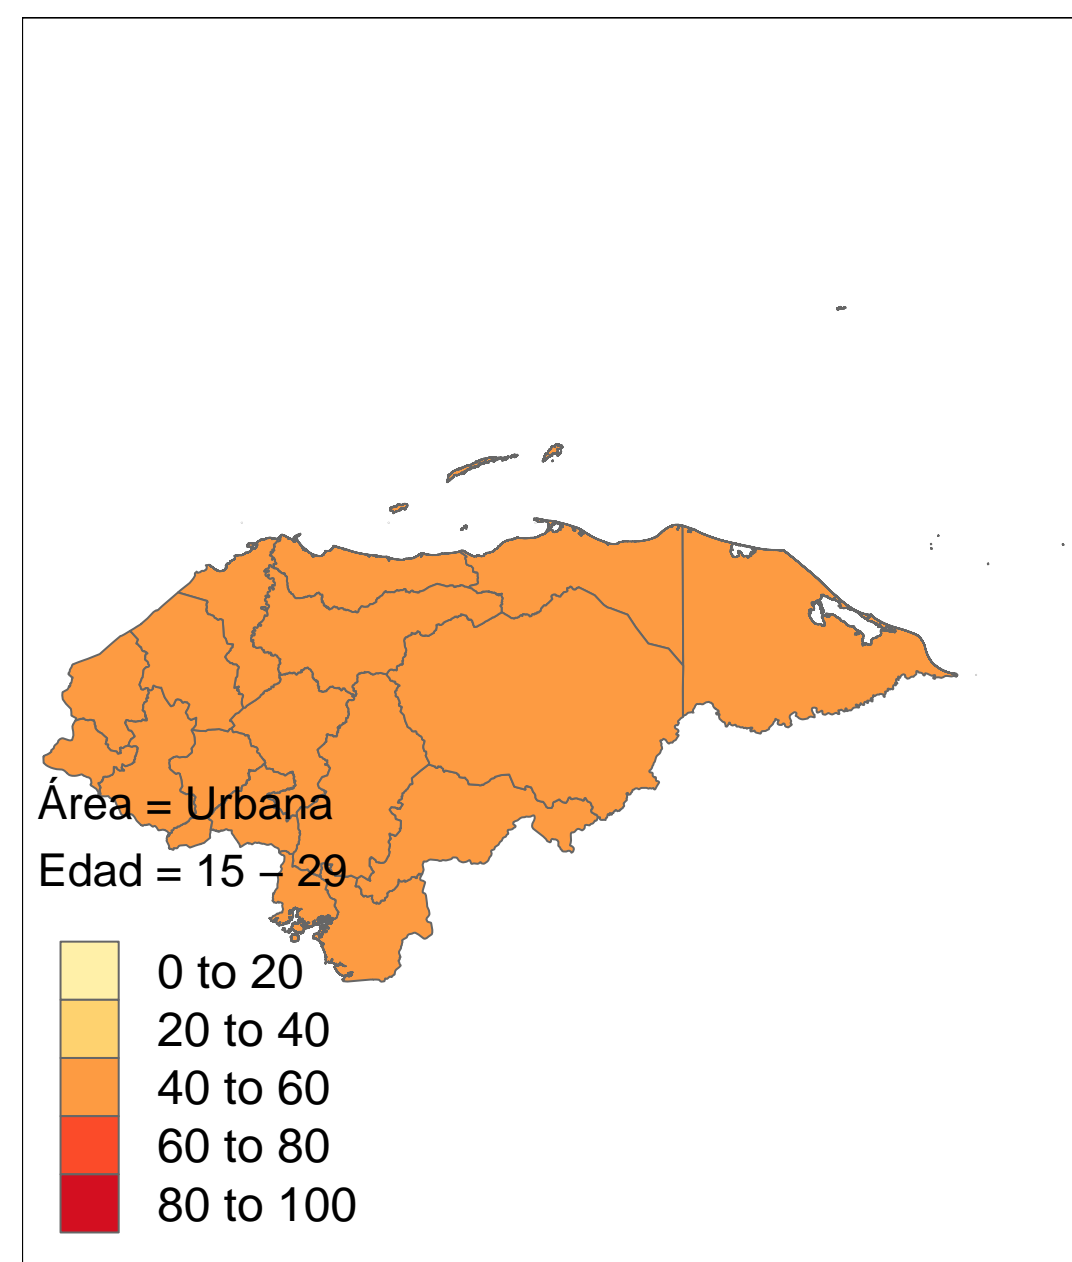 Área = Urbana
Edad = 15 – 29
0 to 20
20 to 40
40 to 60
60 to 80
80 to 100